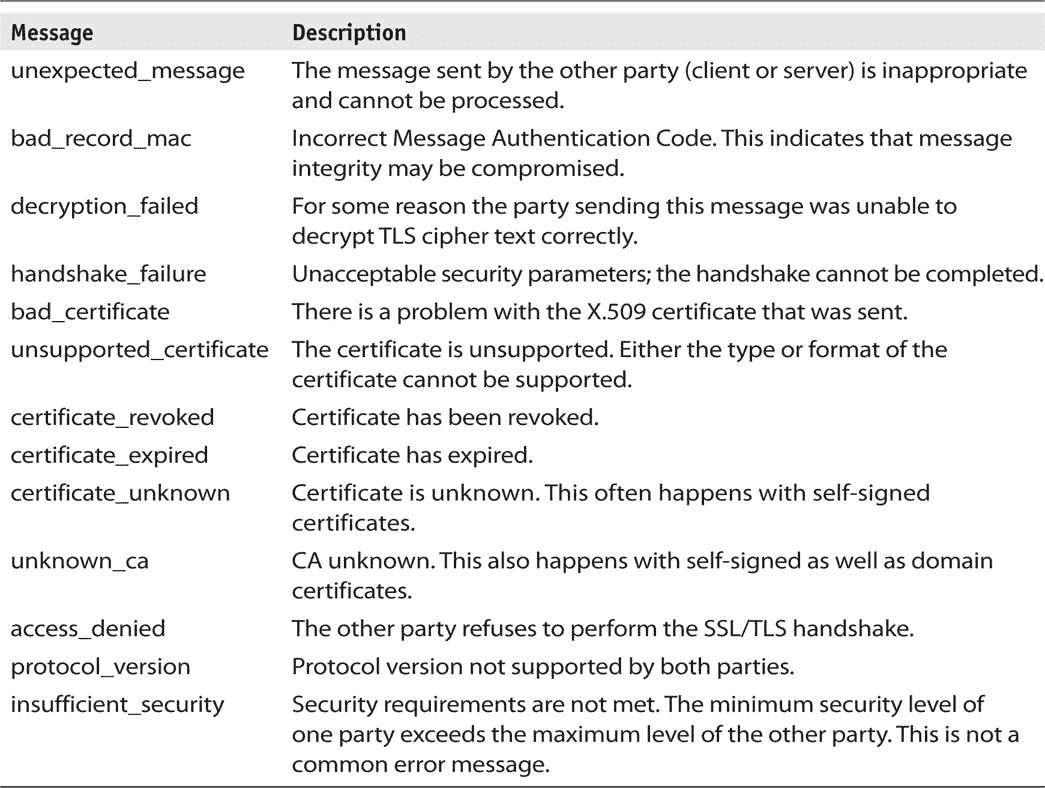 Message Description
unexpected_message The message sent by the other party (client or server) is inappropriate
and cannot be processed.
bad_record_mac Incorrect Message Authentication Code. This indicates that message
integrity may be compromised.
decryption_failed For some reason the party sending this message was unable to
decrypt TLS cipher text correctly.
handshake_failure Unacceptable security parameters; the handshake cannot be completed.
bad_certificate There is a problem with the X.509 certificate that was sent.
unsupported_certificate The certificate is unsupported. Either the type or format of the
certificate cannot be supported.
certificate_revoked Certificate has been revoked.
certificate_expired Certificate has expired.
certificate_unknown Certificate is unknown. This often happens with self-signed
certificates.
unknown_ca CA unknown. This also happens with self-signed as well as domain
certificates.
access_denied The other party refuses to perform the SSL/TLS handshake.
protocol_version Protocol version not supported by both parties.
insufficient_security Security requirements are not met. The minimum security level of
one party exceeds the maximum level of the other party. This is not a
common error message.